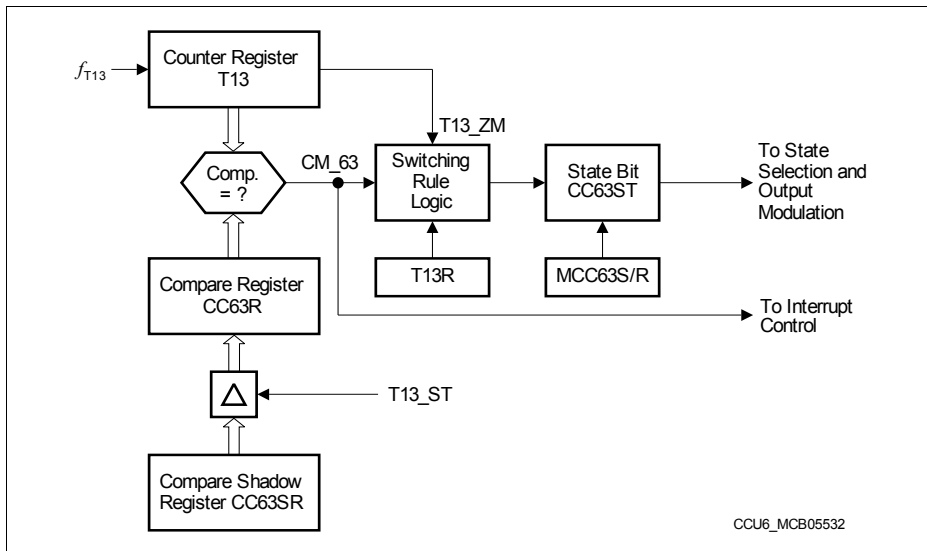 Counter Register
T13
fT13
T13_ZM
CM_63
Comp.
= ?
Switching
Rule
Logic
State Bit
CC63ST
To State
Selection and
Output
Modulation
T13R
MCC63S/R
Compare Register
CC63R
To Interrupt
Control
T13_ST
Compare Shadow
Register CC63SR
CCU6_MCB05532